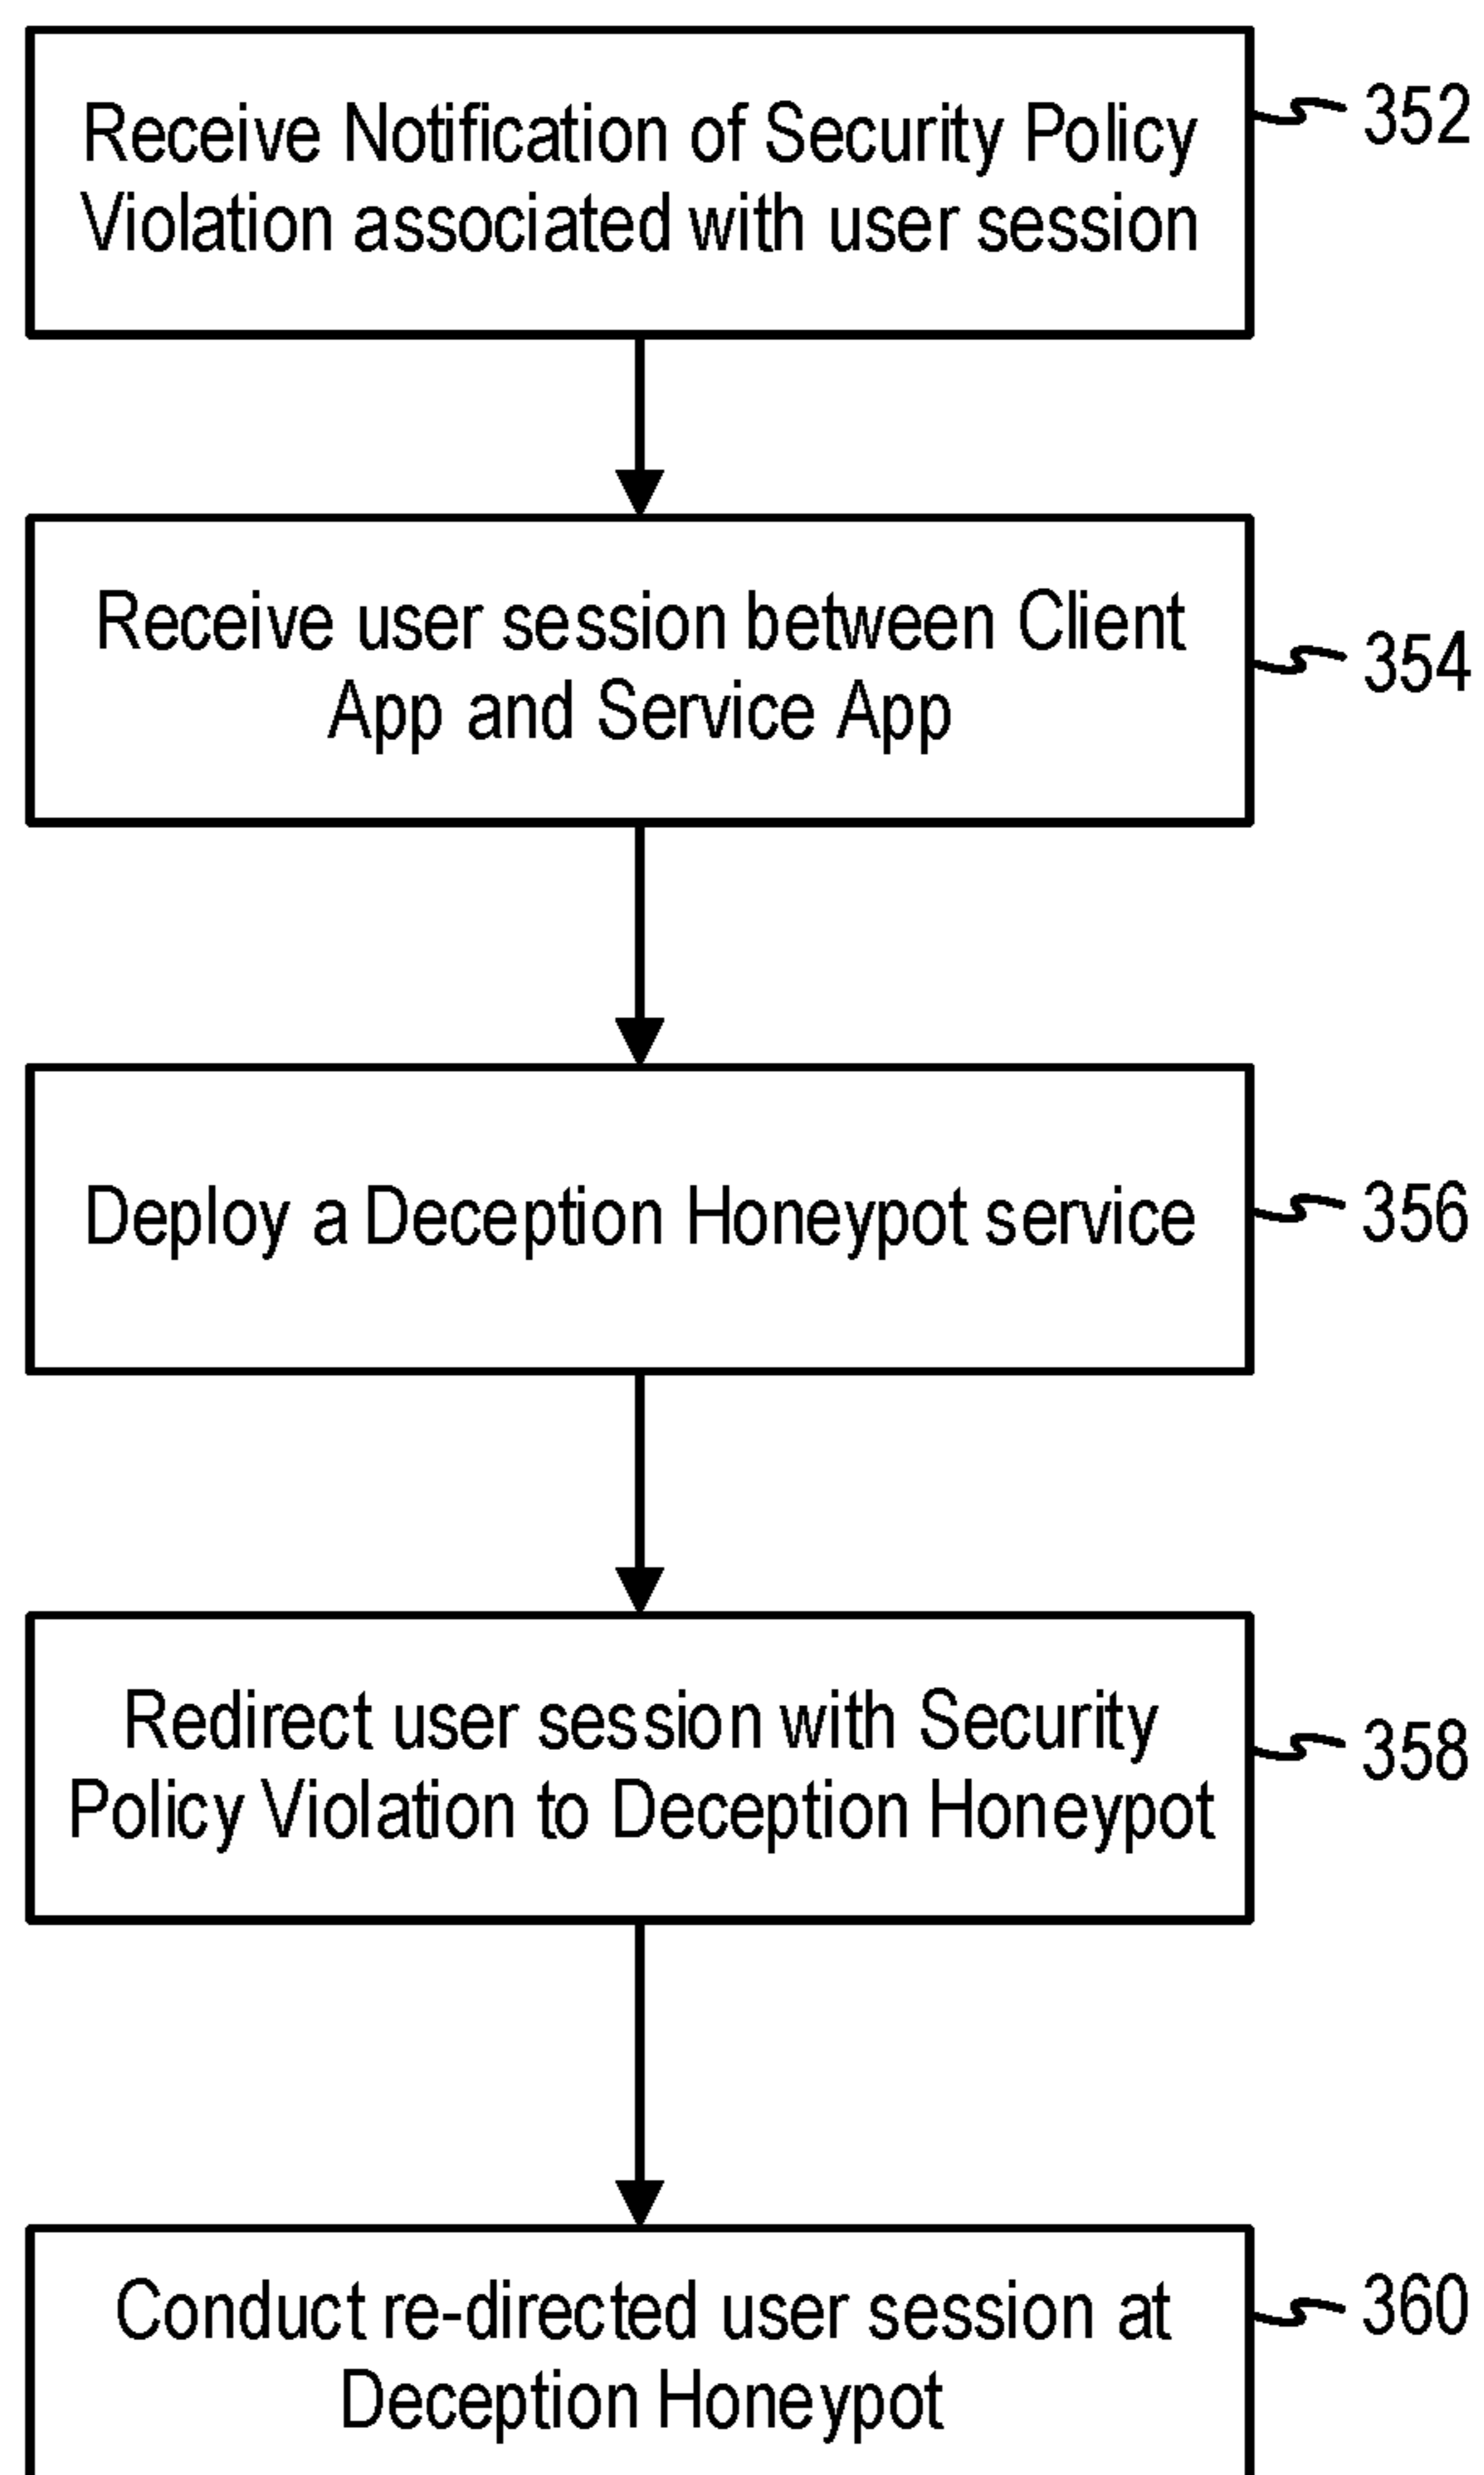 Receive Notification of Security Policy
Violation associated with user session
352
Receive user session between Client
App and Service App
354
Deploy a Deception Honeypot service
356
Redirect user session with Security
Policy Violation to Deception Honeypot
358
Conduct re-directed user session at
Deception Honeypot
360